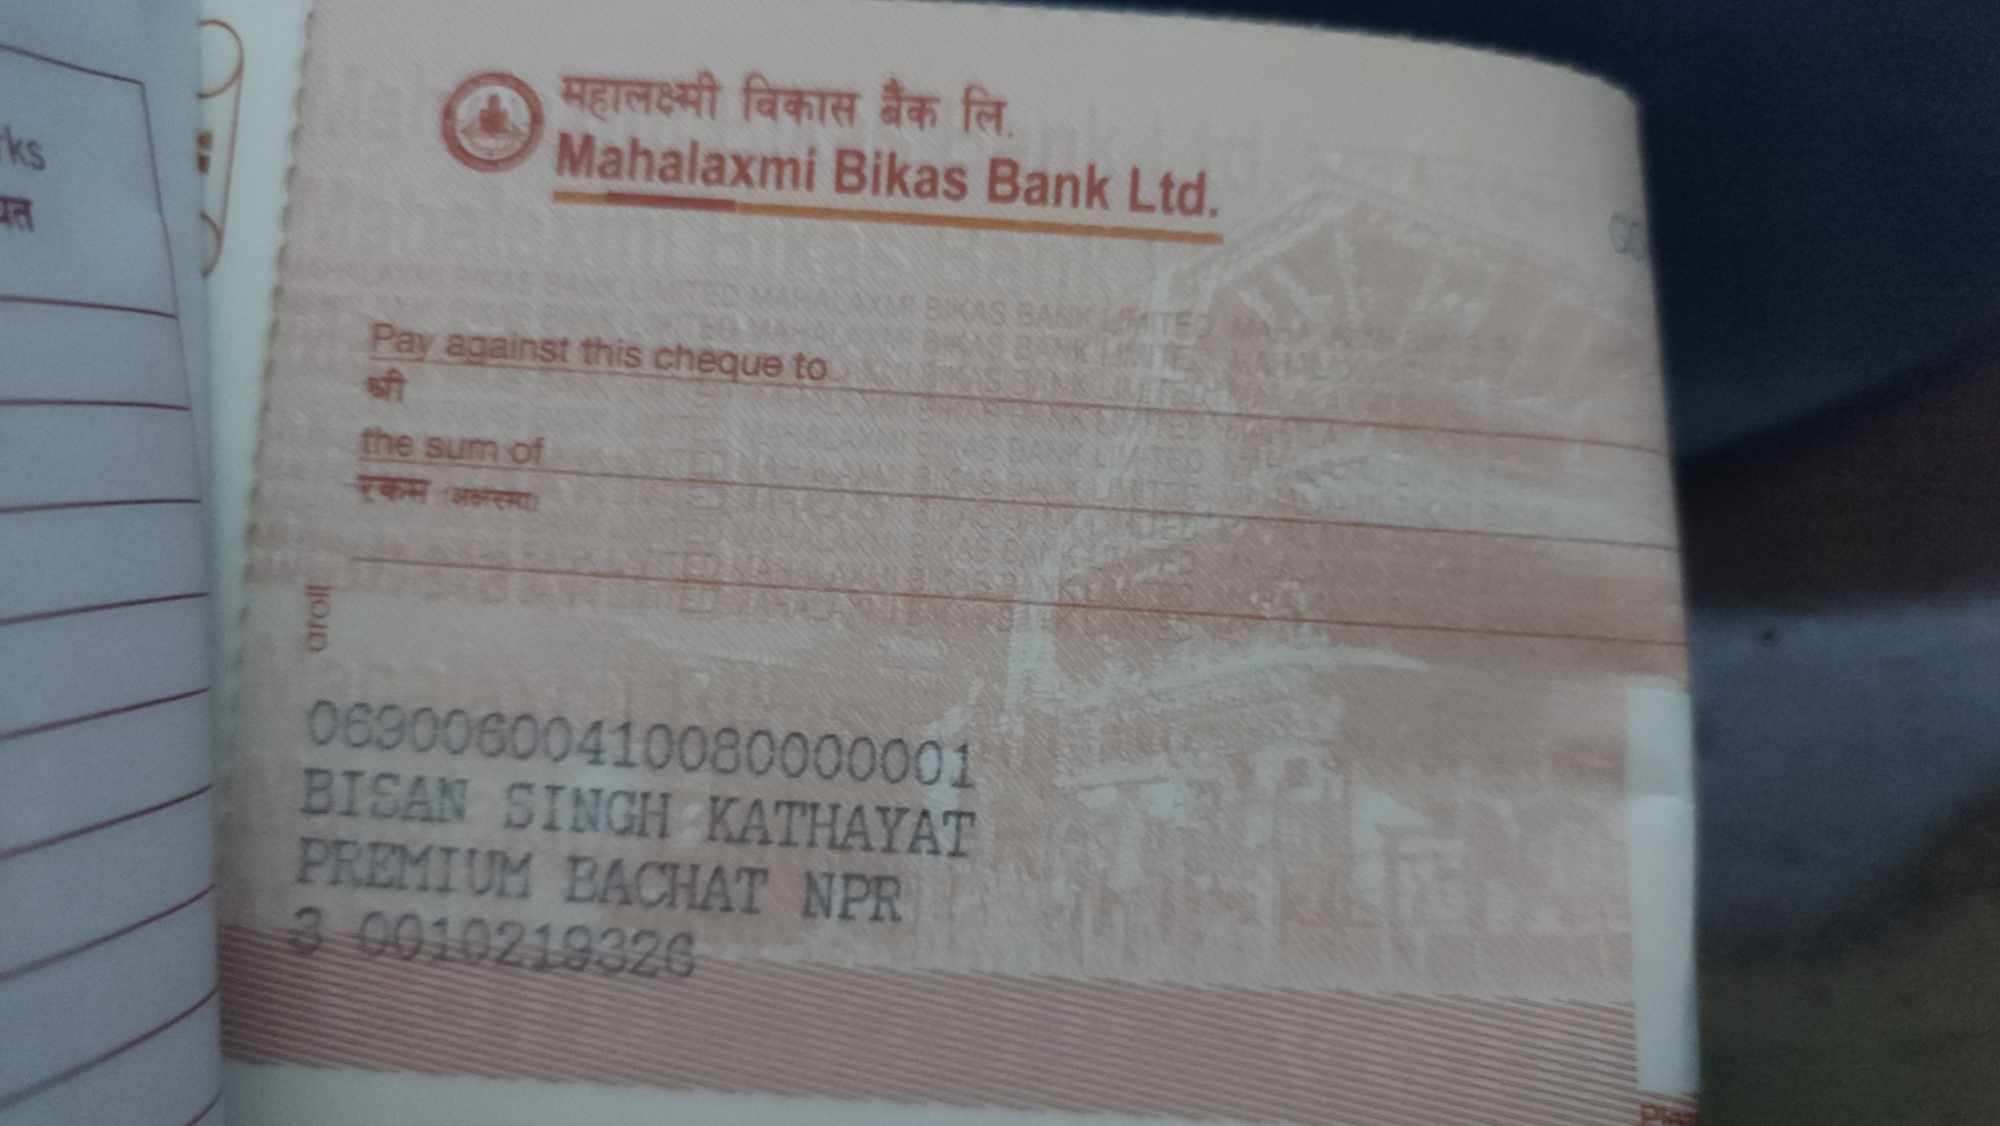 महालक्ष्मी विकास बैंक लि.
Mahalaxmi Bikas Bank Ltd.
Pay against this cheque to
श्री
the sum of
रकम (अक्षरमा)
06900600410080000001
BISAN SINGH KATHAYAT
PREMIUM BACHAT NPR
3 0010219326